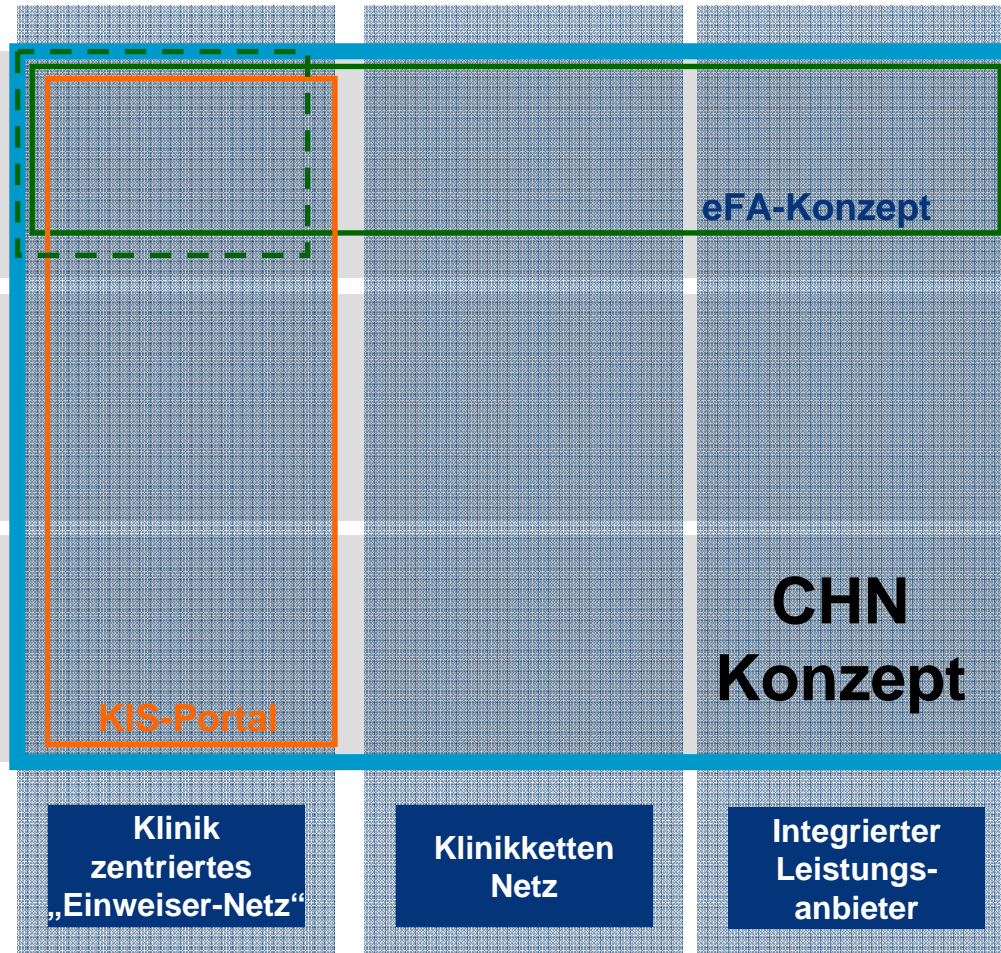 eFA-Konzept
CHN
Konzept
KIS-Portal
Klinik
zentriertes
„Einweiser-Netz“
Klinikketten
Netz
Integrierter
Leistungs-
anbieter